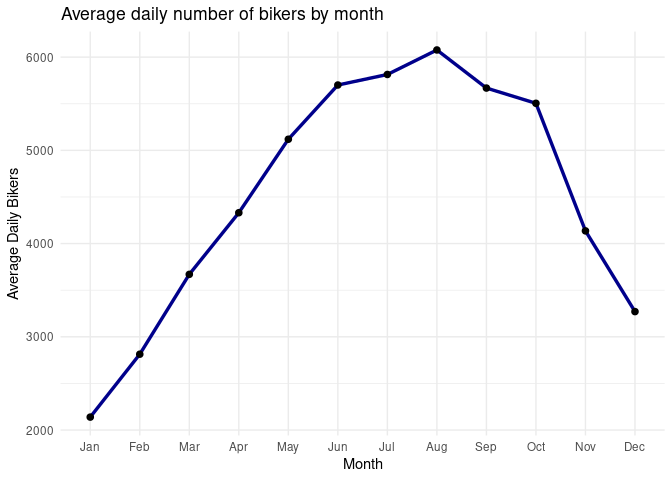 Average daily number of bikers by month
6000
5000
4000
3000
2000
Average Daily Bikers
Jan Feb Mar Apr May Jun Jul Aug Sep Oct Nov Dec
Month